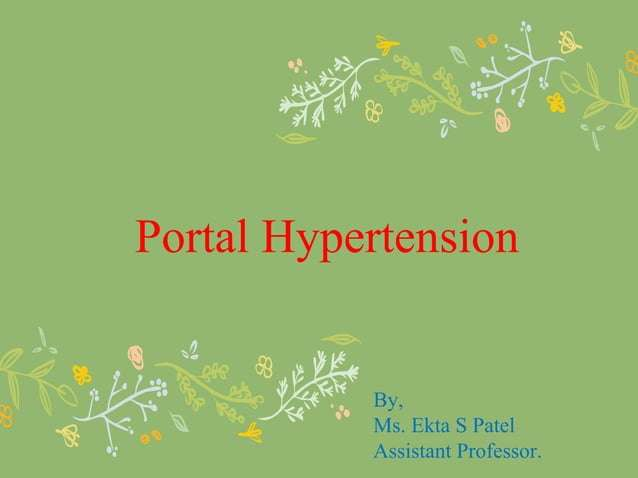 Portal Hypertension
By,
Ms. Ekta S Patel
Assistant Professor.